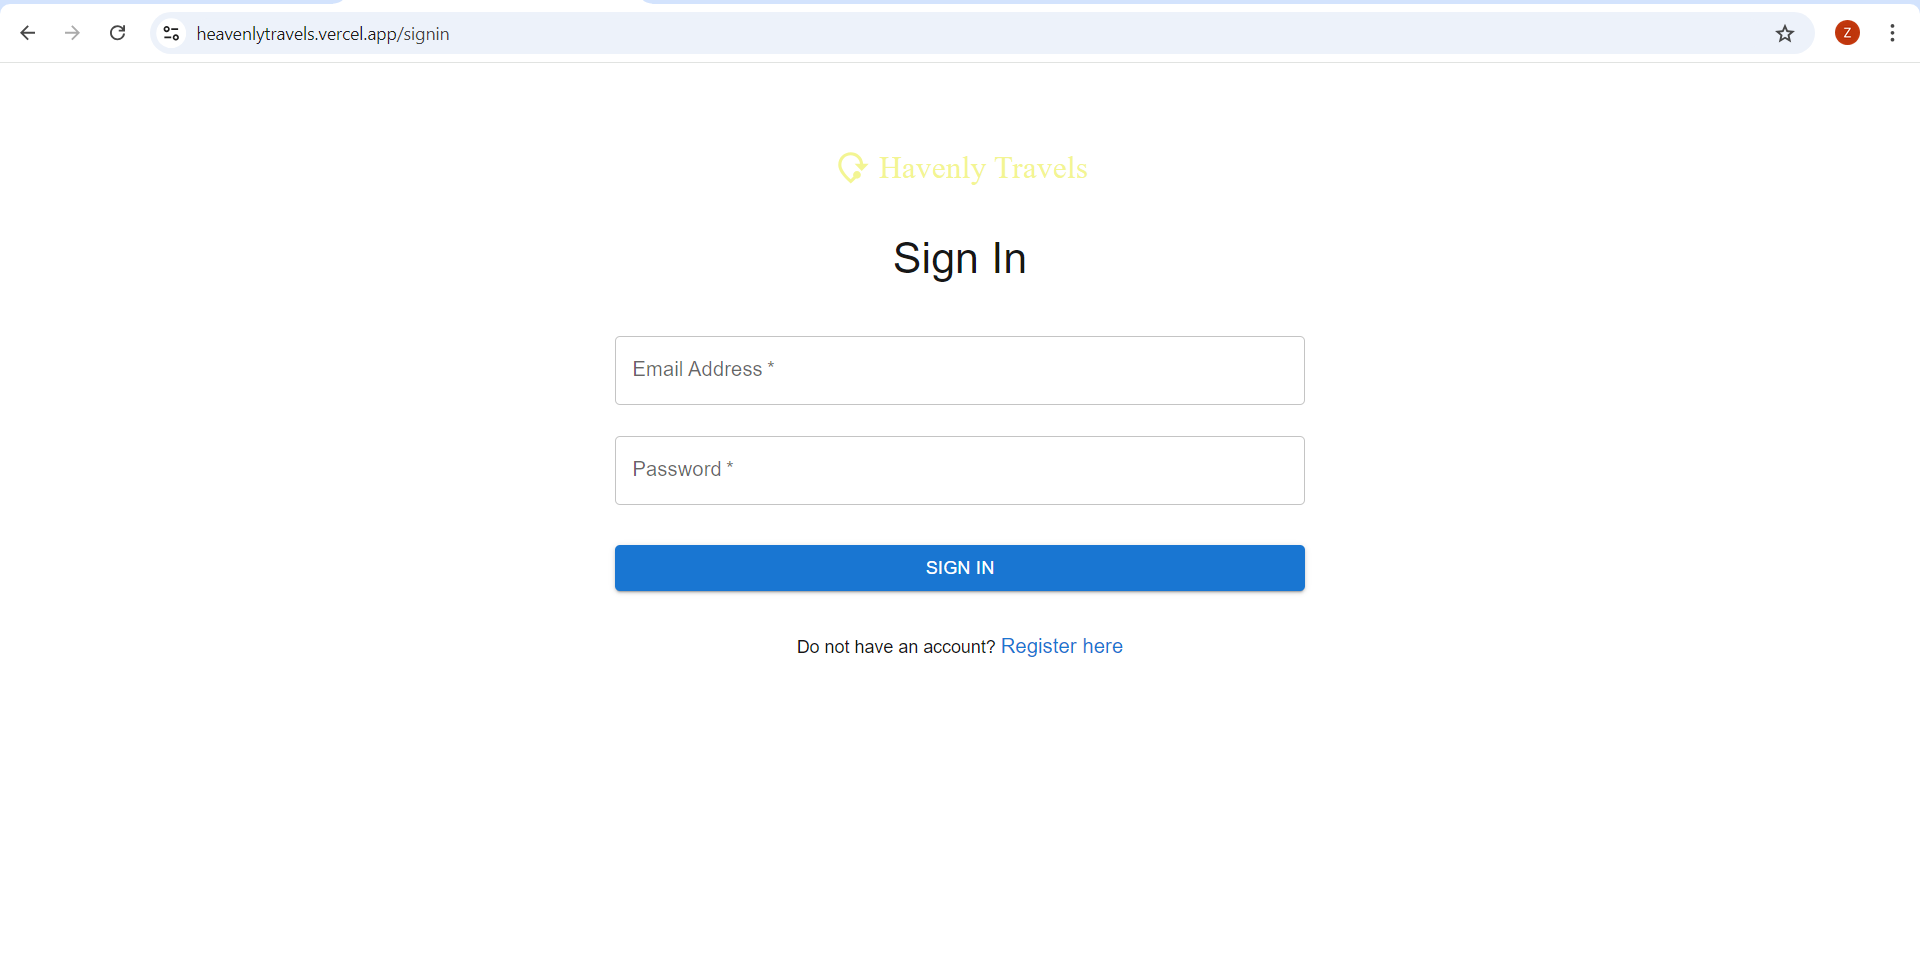 heavenlytravels.vercel.app/signin
Z
Havenly Travels
Sign In
Email Address *
Password *
SIGN IN
Do not have an account? Register here